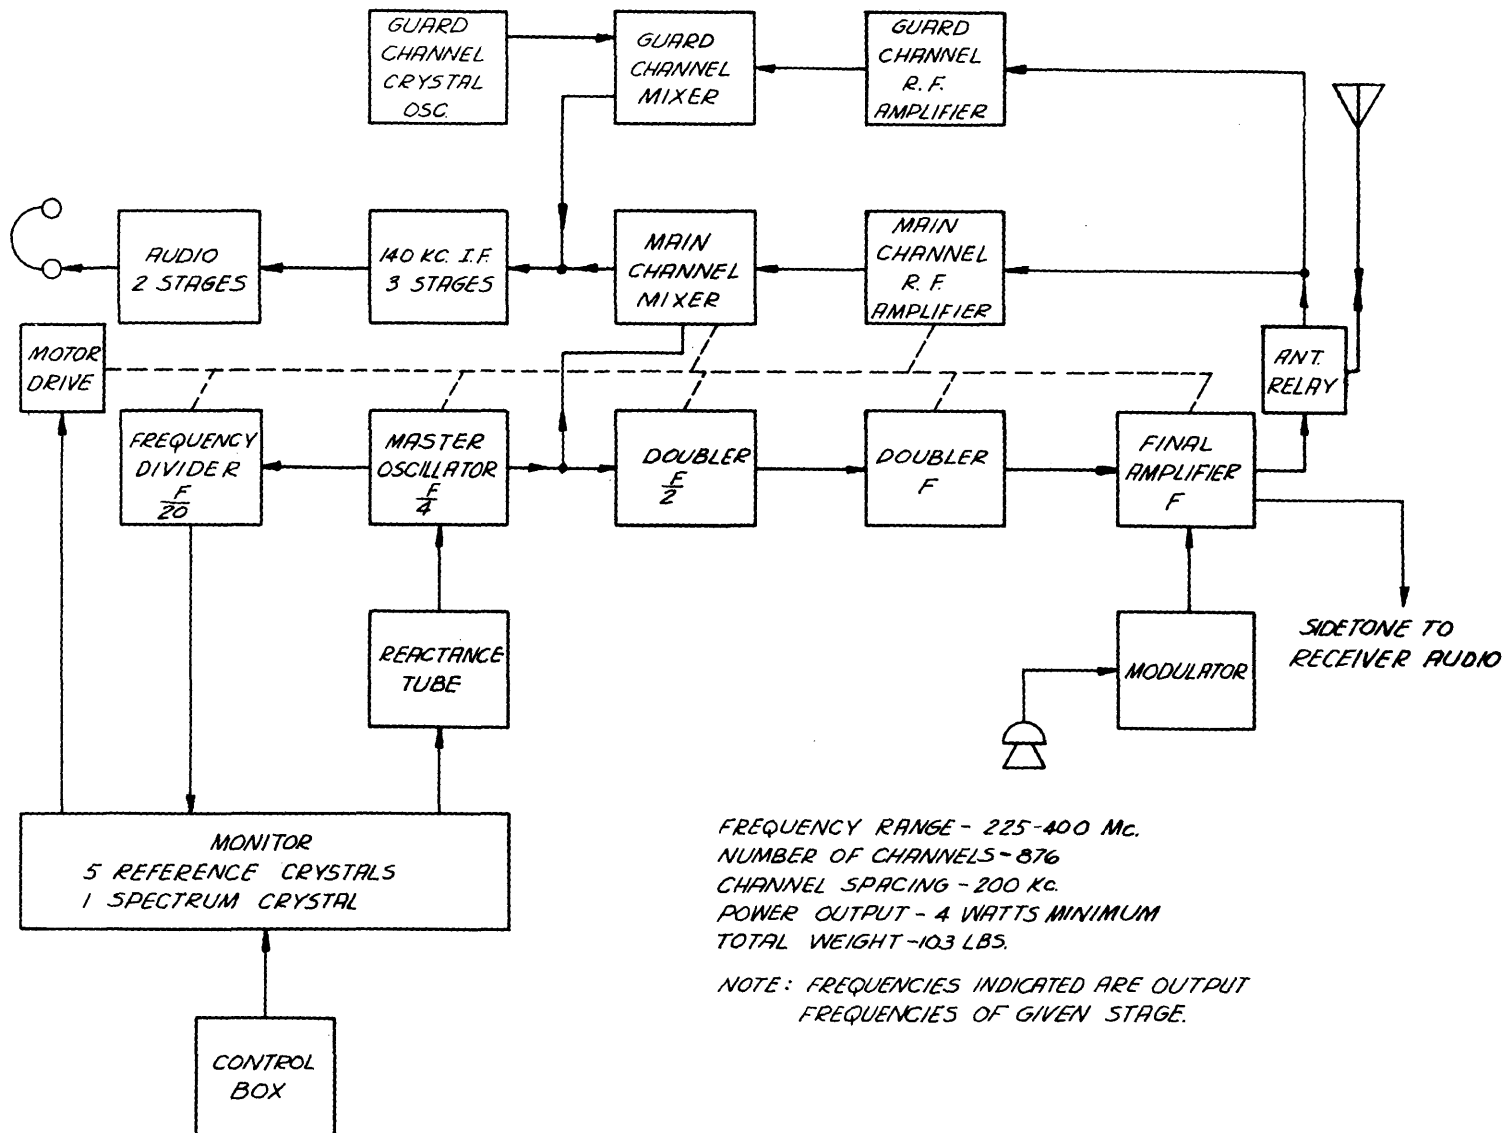 GUARD
CHANNEL
CRYSTAL
OSC.
GUARD
CHANNEL
MIXER
GUARD
CHANNEL
R.F.
AMPLIFIER
AUDIO
2 STAGES
140 KC. I.F.
3 STAGES
MAIN
CHANNEL
MIXER
MAIN
CHANNEL
R.F.
AMPLIFIER
MOTOR
DRIVE
ANT.
RELAY
FREQUENCY
DIVIDER
F
20
MASTER
OSCILLATOR
F
4
DOUBLER
F
2
DOUBLER
F
FINAL
AMPLIFIER
F
REACTANCE
TUBE
MODULATOR
SIDETONE TO
RECEIVER AUDIO
MONITOR
5 REFERENCE CRYSTALS
1 SPECTRUM CRYSTAL
CONTROL
BOX
FREQUENCY RANGE - 225-400 Mc.
NUMBER OF CHANNELS - 876
CHANNEL SPACING - 200 Kc.
POWER OUTPUT - 4 WATTS MINIMUM
TOTAL WEIGHT - 103 LBS.
NOTE: FREQUENCIES INDICATED ARE OUTPUT
FREQUENCIES OF GIVEN STAGE.